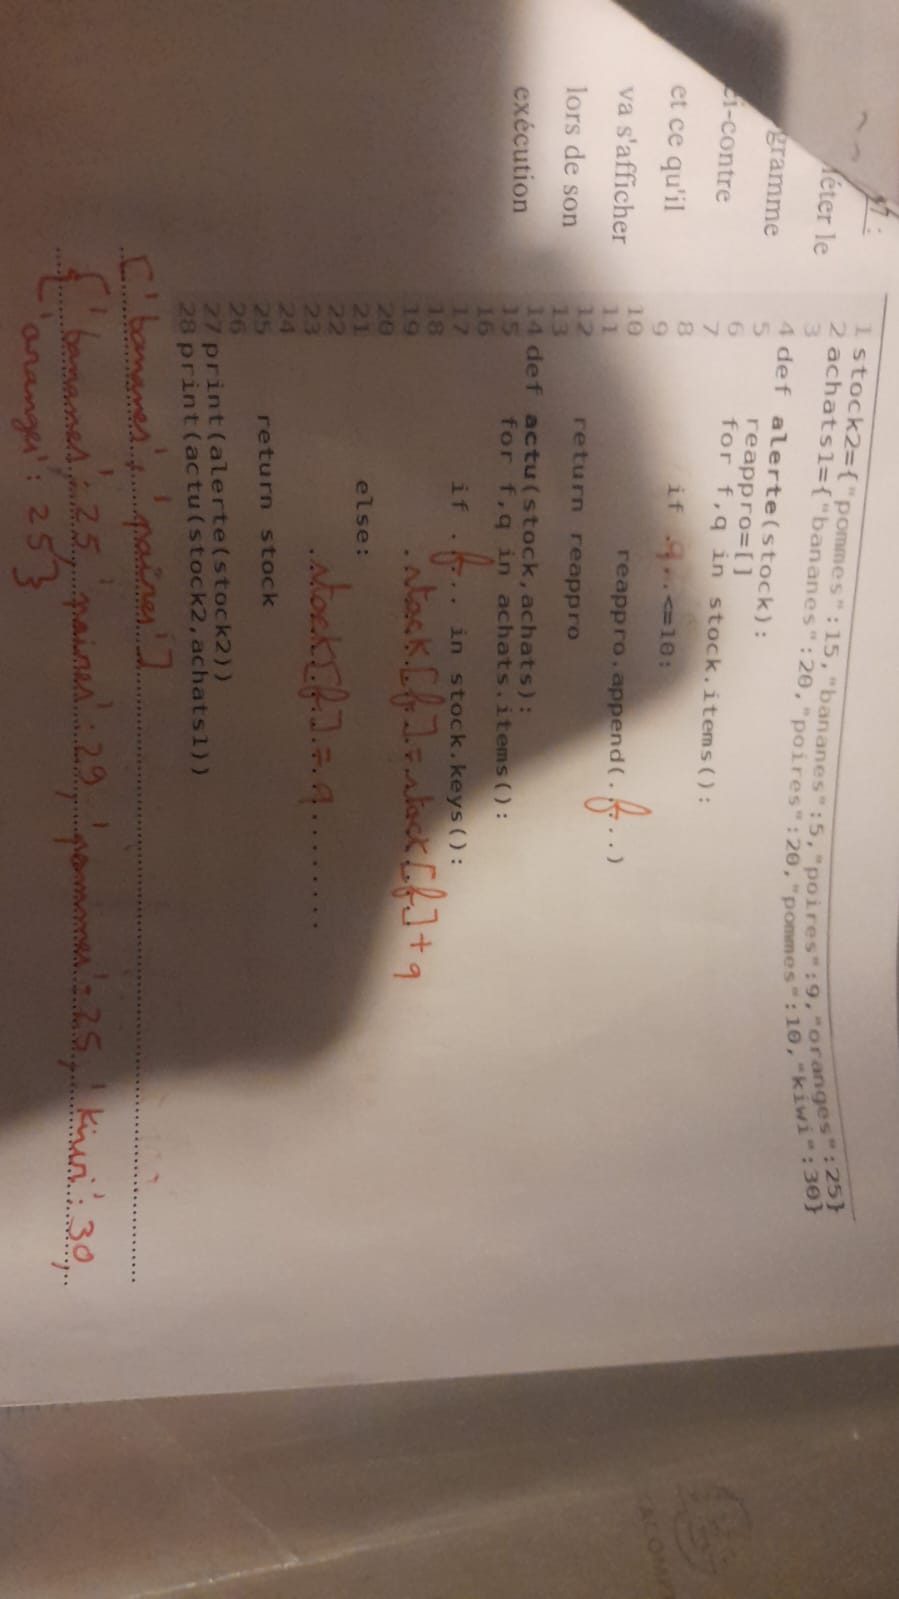 7 :
léter le
gramme
ci-contre
et ce qu'il
va s'afficher
lors de son
exécution
1 stock2={"pommes":15,"bananes":5,"poires":9,"oranges":25}
2 achats1={"bananes":20,"poires":20,"pommes":10,"kiwi":30}
3
4 def alerte(stock):
5 reappro=[]
6 for f,q in stock.items():
7
8 if .q..<=10:
9
10 reappro.append(..f...)
11
12 return reappro
13
14 def actu(stock,achats):
15 for f,q in achats.items():
16
17 if .f... in stock.keys():
18
19 stock[f]=stock[f]+q
20
21 else:
22
23 stock[f]=q........
24
25 return stock
26
27 print(alerte(stock2))
28 print(actu(stock2,achats1))
['bananes', 'poires']
{'bananes': 25, 'poires': 29, 'pommes': 25, 'kiwi': 30,
'oranges': 25}